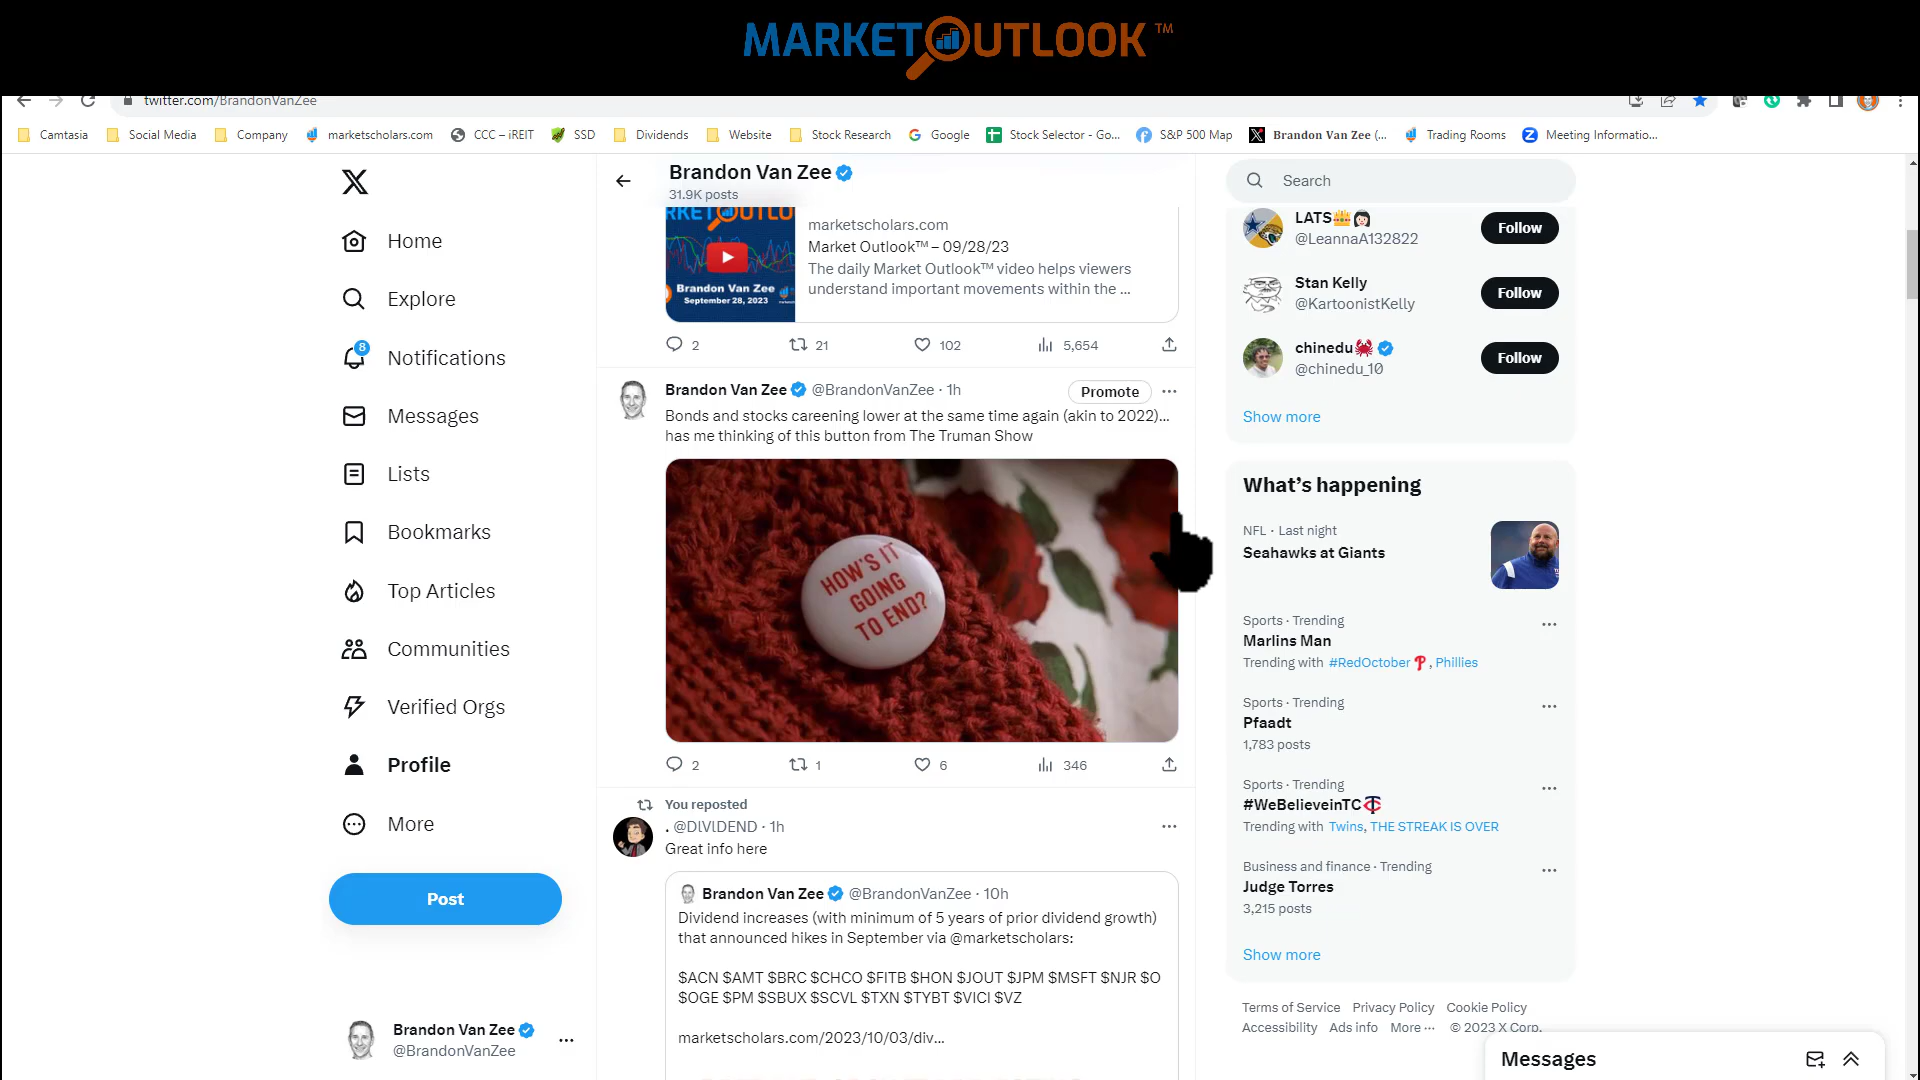 MARKETOUTLOOK™
twitter.com/BrandonVanZee
Camtasia
Social Media
Company
marketscholars.com
CCC – iREIT
SSD
Dividends
Website
Stock Research
Google
Stock Selector - Go...
S&P 500 Map
Brandon Van Zee (...
Trading Rooms
Meeting Informatio...
Home
Explore
8
Notifications
Messages
Lists
Bookmarks
Top Articles
Communities
Verified Orgs
Profile
More
Post
Brandon Van Zee
@BrandonVanZee
Brandon Van Zee
31.9K posts
Brandon Van Zee
September 28, 2023
marketscholars.com
Market Outlook™ – 09/28/23
The daily Market Outlook™ video helps viewers
understand important movements within the ...
2
21
102
5,654
Brandon Van Zee @BrandonVanZee · 1h
Promote
Bonds and stocks careening lower at the same time again (akin to 2022)...
has me thinking of this button from The Truman Show
HOW'S IT
GOING
TO END?
2
1
6
346
You reposted
. @DlVlDEND · 1h
Great info here
Brandon Van Zee @BrandonVanZee · 10h
Dividend increases (with minimum of 5 years of prior dividend growth)
that announced hikes in September via @marketscholars:
$ACN $AMT $BRC $CHCO $FITB $HON $JOUT $JPM $MSFT $NJR $O
$OGE $PM $SBUX $SCVL $TXN $TYBT $VICI $VZ
marketscholars.com/2023/10/03/div...
Search
LATS
@LeannaA132822
Follow
Stan Kelly
@KartoonistKelly
Follow
chinedu
@chinedu_10
Follow
Show more
What's happening
NFL · Last night
Seahawks at Giants
Sports · Trending
Marlins Man
Trending with #RedOctober, Phillies
Sports · Trending
Pfaadt
1,783 posts
Sports · Trending
#WeBelieveinTC
Trending with Twins, THE STREAK IS OVER
Business and finance · Trending
Judge Torres
3,215 posts
Show more
Terms of Service Privacy Policy Cookie Policy
Accessibility Ads info More ··· © 2023 X Corp.
Messages